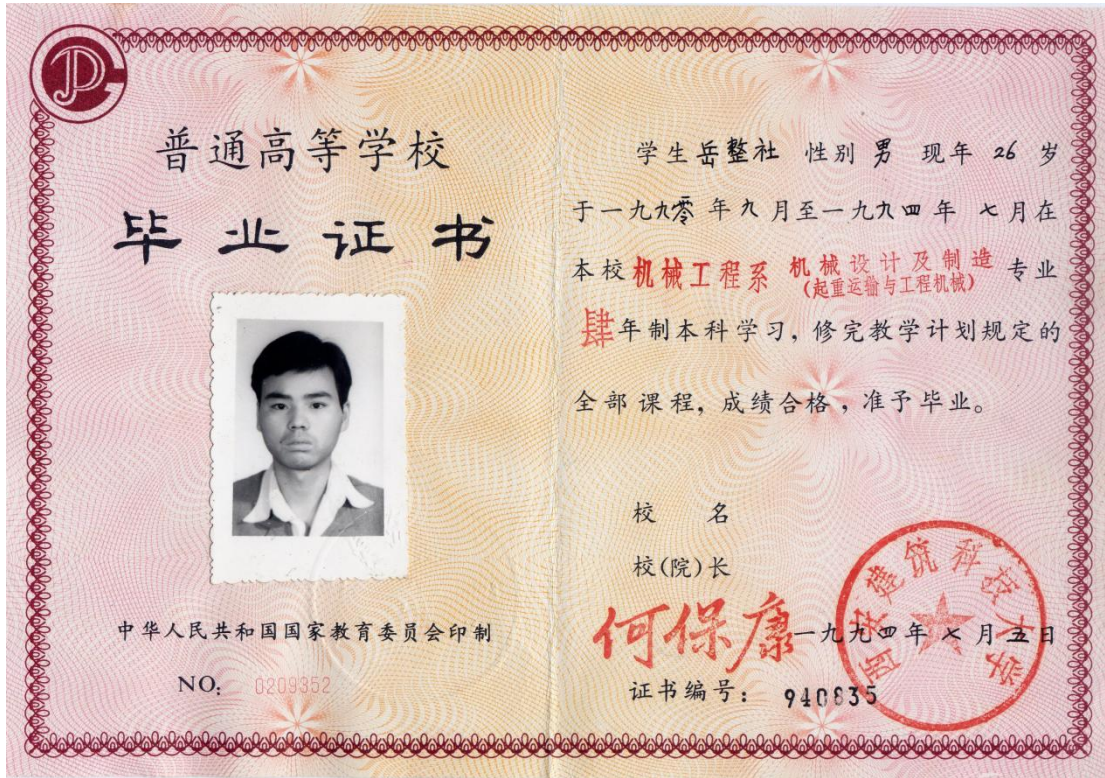 普通高等学校
毕业证书
中华人民共和国国家教育委员会印制
NO: 0209352
学生岳整社 性别 男 现年 26 岁
于一九九零年九月至一九九四年 七月在
本校机械工程系 机械设计及制造专业
(起重运输与工程机械)
肆年制本科学习,修完教学计划规定的
全部课程,成绩合格,准予毕业。
校 名
校(院)长
何保康
一九九四年七月五日
证书编号: 940835
西安建筑科技大学